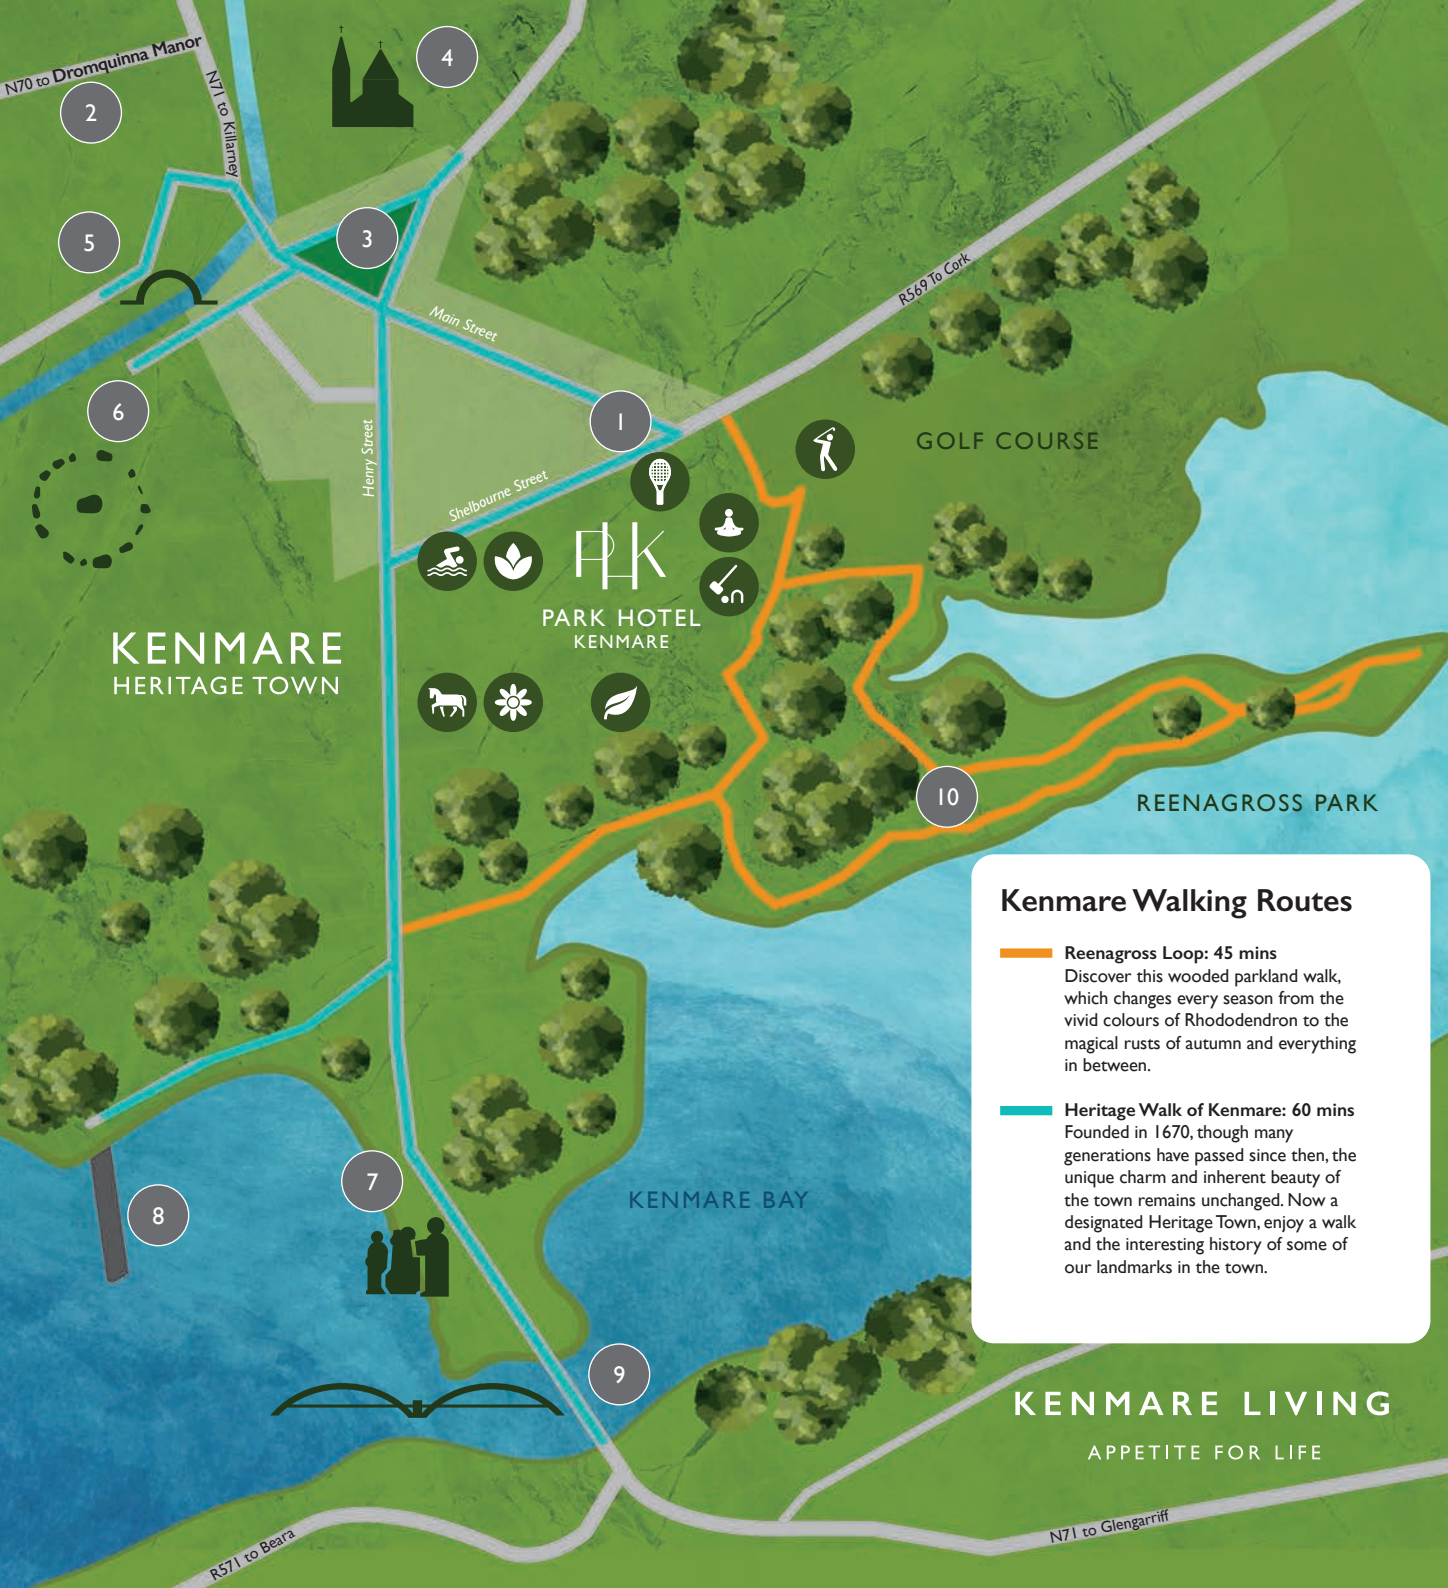 N70 to Dromquinna Manor
N71 to Killarney
4
2
3
5
R569 To Cork
Main Street
6
1
GOLF COURSE
Henry Street
Shelbourne Street
PHK
PARK HOTEL
KENMARE
KENMARE
HERITAGE TOWN
10
REENAGROSS PARK
Kenmare Walking Routes
Reenagross Loop: 45 mins
Discover this wooded parkland walk,
which changes every season from the
vivid colours of Rhododendron to the
magical rusts of autumn and everything
in between.
Heritage Walk of Kenmare: 60 mins
Founded in 1670, though many
generations have passed since then, the
unique charm and inherent beauty of
the town remains unchanged. Now a
designated Heritage Town, enjoy a walk
and the interesting history of some of
our landmarks in the town.
7
8
KENMARE BAY
9
KENMARE LIVING
APPETITE FOR LIFE
N71 to Glengarriff
R571 to Beara